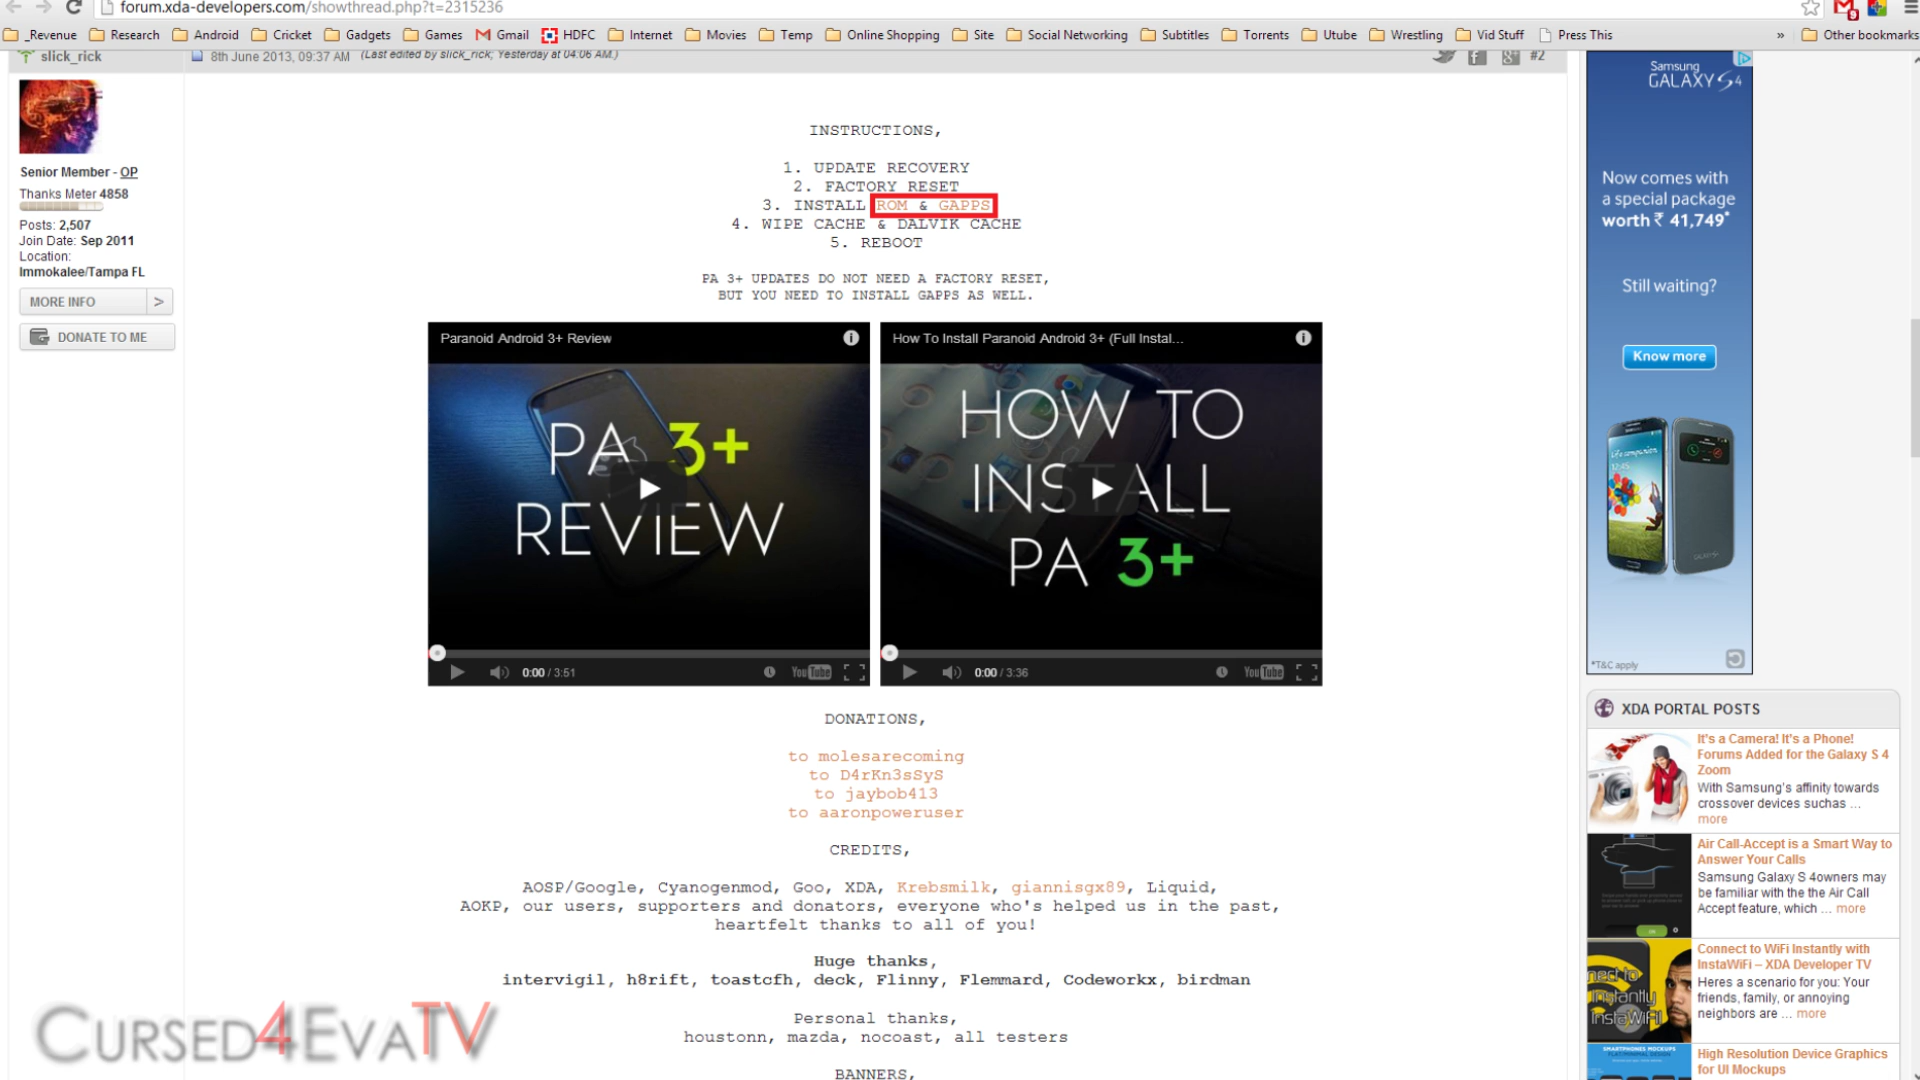 forum.xda-developers.com/showthread.php?t=2315236
_Revenue Research Android Cricket Gadgets Games Gmail HDFC Internet Movies Temp Online Shopping Site Social Networking Subtitles Torrents Utube Wrestling Vid Stuff Press This » Other bookmarks
slick_rick
8th June 2013, 09:37 AM (Last edited by slick_rick; Yesterday at 04:06 AM.)
#2
Senior Member - OP
Thanks Meter 4858
Posts: 2,507
Join Date: Sep 2011
Location:
Immokalee/Tampa FL
MORE INFO >
DONATE TO ME
INSTRUCTIONS,
1. UPDATE RECOVERY
2. FACTORY RESET
3. INSTALL ROM & GAPPS
4. WIPE CACHE & DALVIK CACHE
5. REBOOT
PA 3+ UPDATES DO NOT NEED A FACTORY RESET,
BUT YOU NEED TO INSTALL GAPPS AS WELL.
Paranoid Android 3+ Review
PA 3+
REVIEW
0:00 / 3:51
YouTube
How To Install Paranoid Android 3+ (Full Instal...
HOW TO
INSTALL
PA 3+
0:00 / 3:36
YouTube
DONATIONS,
to molesarecoming
to D4rKn3sSyS
to jaybob413
to aaronpoweruser
CREDITS,
AOSP/Google, Cyanogenmod, Goo, XDA, Krebsmilk, giannisgx89, Liquid,
AOKP, our users, supporters and donators, everyone who's helped us in the past,
heartfelt thanks to all of you!
Huge thanks,
intervigil, h8rift, toastcfh, deck, Flinny, Flemmard, Codeworkx, birdman
Personal thanks,
houstonn, mazda, nocoast, all testers
BANNERS,
Cursed4EvaTV
Samsung
GALAXY S4
Now comes with
a special package
worth ₹ 41,749*
Still waiting?
Know more
Life companion
12:45
*T&C apply
XDA PORTAL POSTS
It's a Camera! It's a Phone!
Forums Added for the Galaxy S 4
Zoom
With Samsung's affinity towards
crossover devices suchas ...
more
Air Call-Accept is a Smart Way to
Answer Your Calls
Samsung Galaxy S 4owners may
be familiar with the the Air Call
Accept feature, which ... more
Connect to WiFi Instantly with
InstaWiFi – XDA Developer TV
Heres a scenario for you: Your
friends, family, or annoying
neighbors are ... more
nect to
Instantly
InstaWiFi!
High Resolution Device Graphics
for UI Mockups
SMARTPHONES MOCKUPS